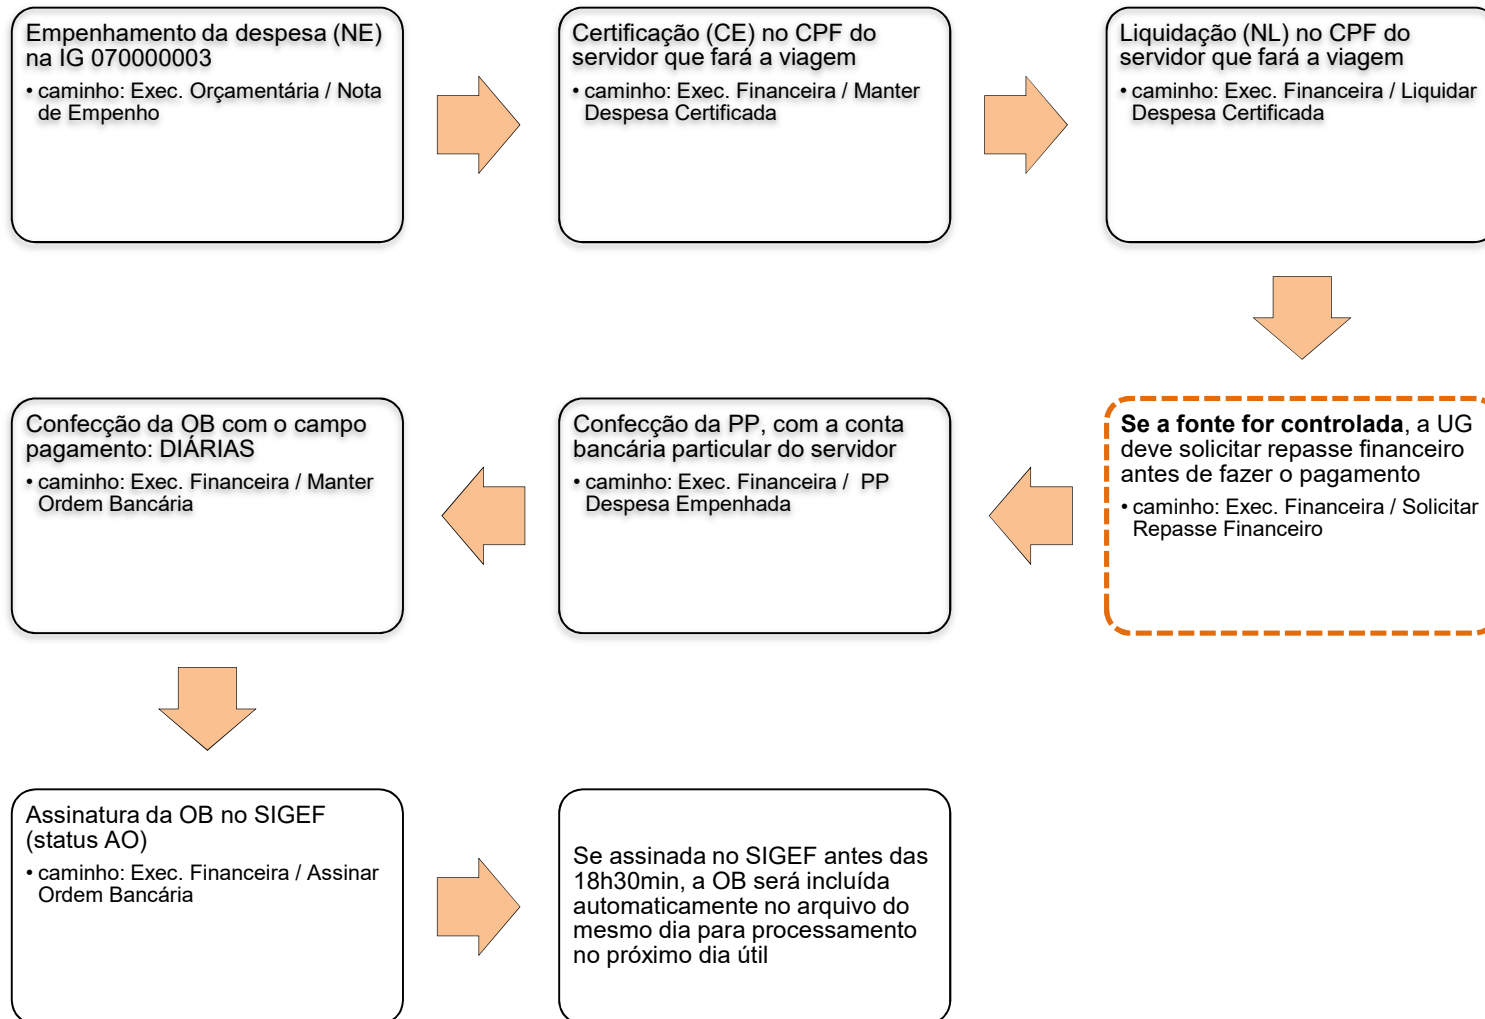 Empenhamento da despesa (NE)
na IG 070000003
• caminho: Exec. Orçamentária / Nota
de Empenho
Certificação (CE) no CPF do
servidor que fará a viagem
• caminho: Exec. Financeira / Manter
Despesa Certificada
Liquidação (NL) no CPF do
servidor que fará a viagem
• caminho: Exec. Financeira / Liquidar
Despesa Certificada
Se a fonte for controlada, a UG
deve solicitar repasse financeiro
antes de fazer o pagamento
• caminho: Exec. Financeira / Solicitar
Repasse Financeiro
Confecção da PP, com a conta
bancária particular do servidor
• caminho: Exec. Financeira / PP
Despesa Empenhada
Confecção da OB com o campo
pagamento: DIÁRIAS
• caminho: Exec. Financeira / Manter
Ordem Bancária
Assinatura da OB no SIGEF
(status AO)
• caminho: Exec. Financeira / Assinar
Ordem Bancária
Se assinada no SIGEF antes das
18h30min, a OB será incluída
automaticamente no arquivo do
mesmo dia para processamento
no próximo dia útil